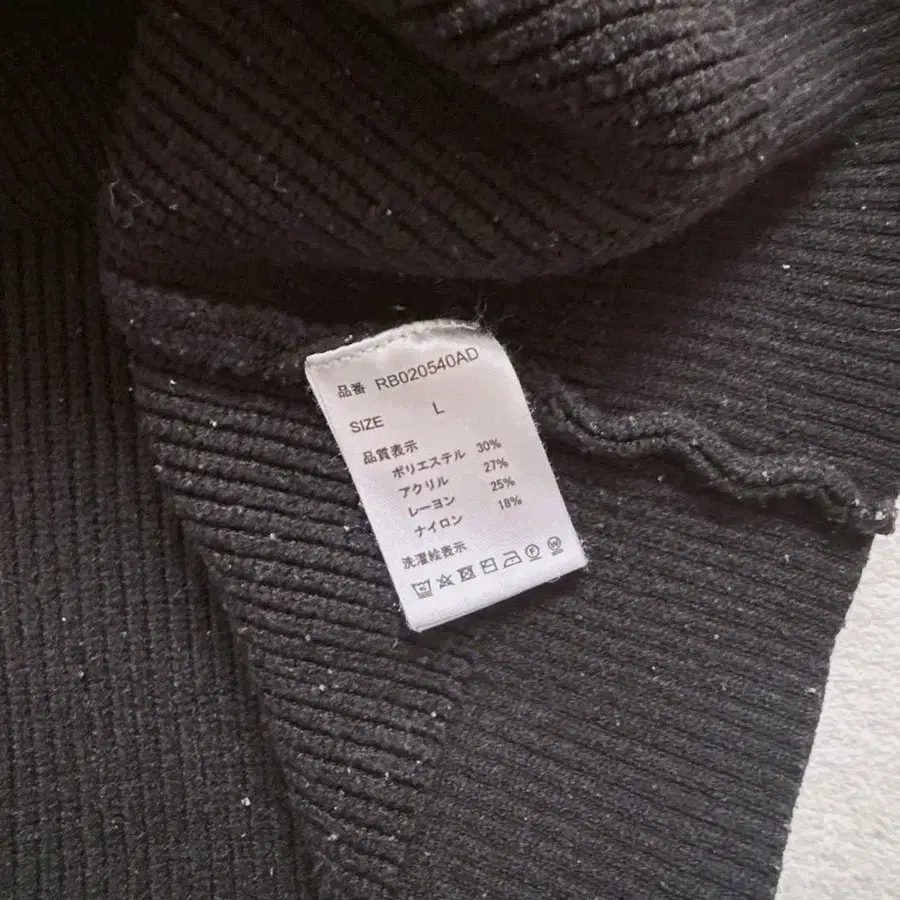 品番 RB020540AD
SIZE L
品質表示
ポリエステル 30%
アクリル 27%
レーヨン 25%
ナイロン 18%
洗濯絵表示